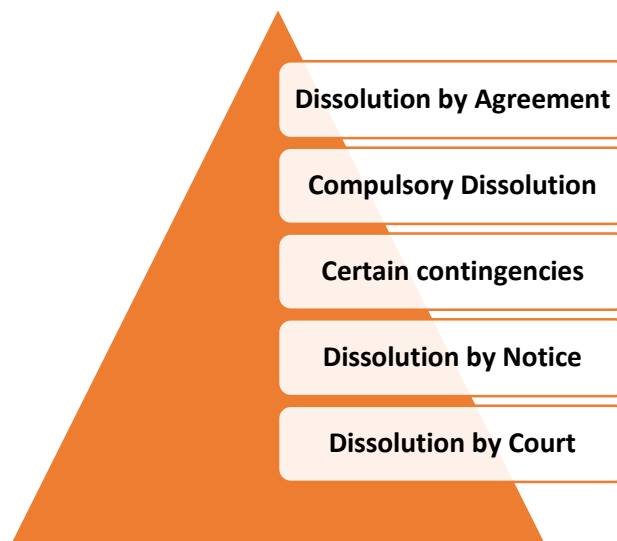 Dissolution by Agreement
Compulsory Dissolution
Certain contingencies
Dissolution by Notice
Dissolution by Court